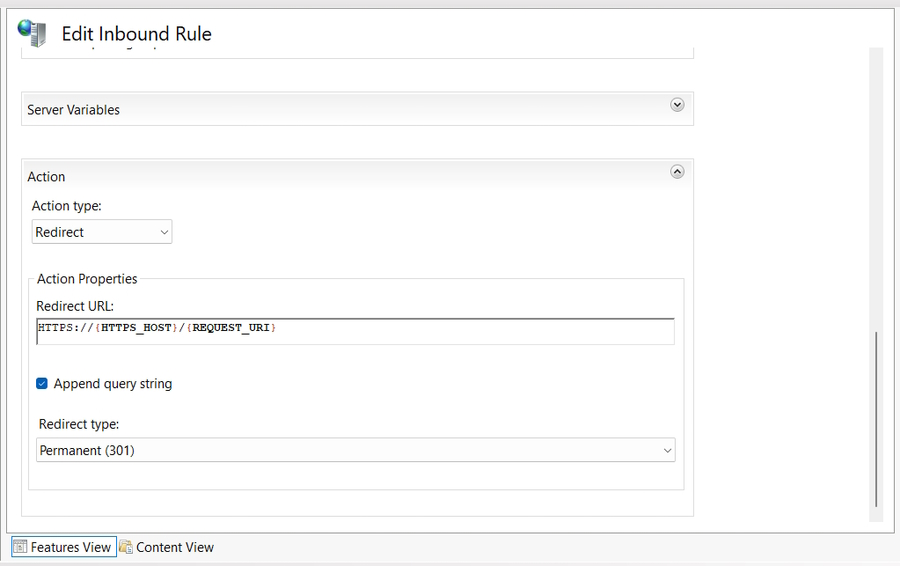 Edit Inbound Rule
Server Variables
Action
Action type:
Redirect
Action Properties
Redirect URL:
HTTPS://{HTTPS_HOST}/{REQUEST_URI}
Append query string
Redirect type:
Permanent (301)
Features View Content View